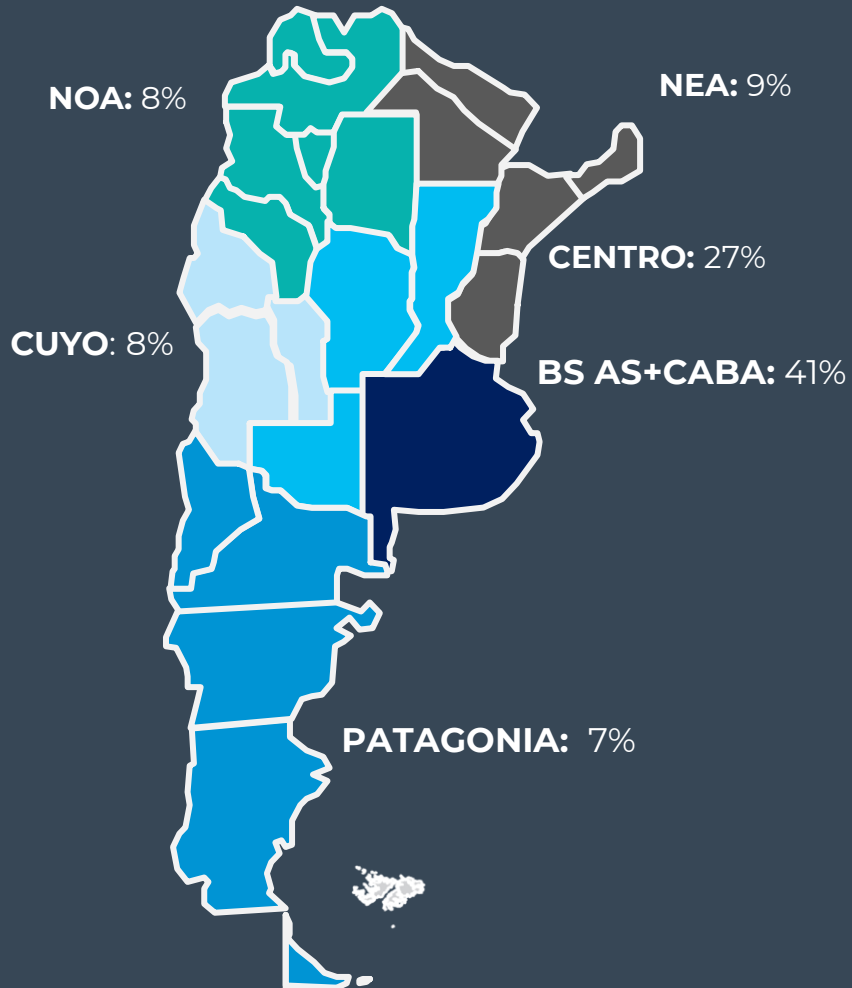 NEA: 9%
NOA: 8%
CENTRO: 27%
CUYO: 8%
BS AS+CABA: 41%
PATAGONIA: 7%